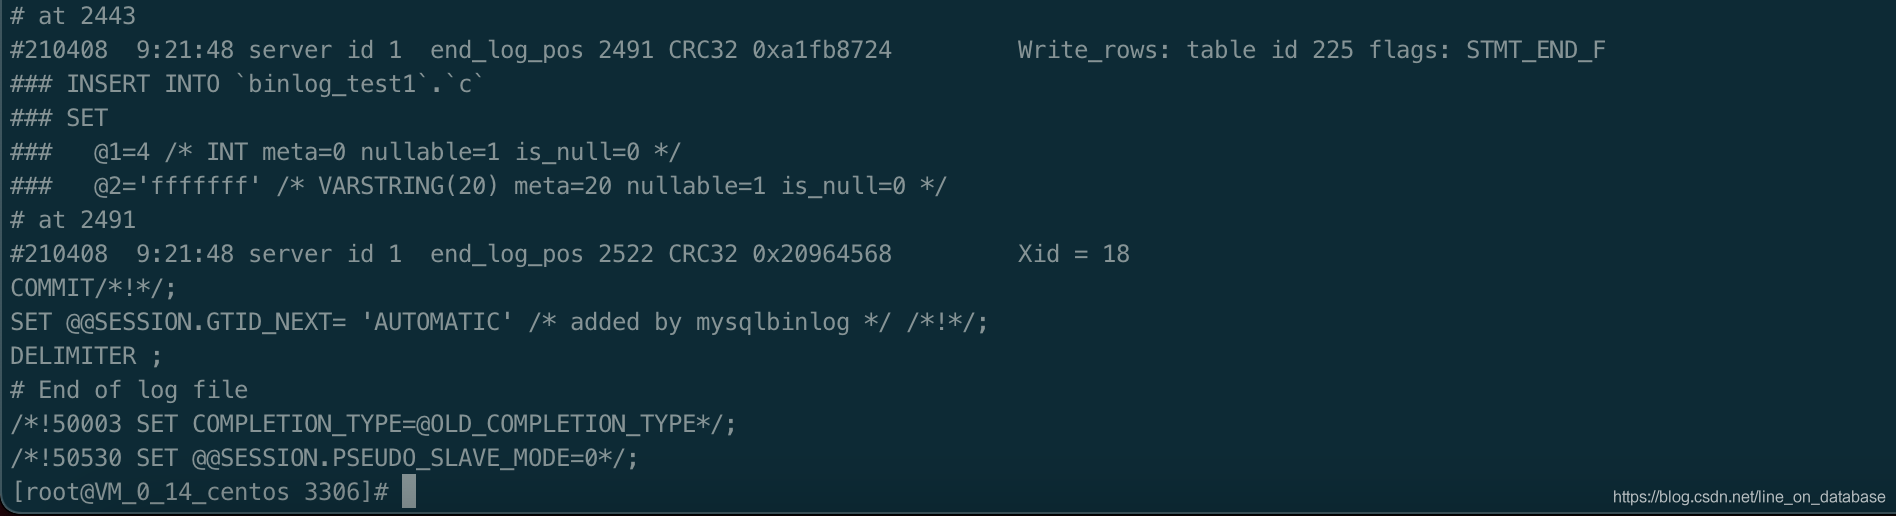 # at 2443
#210408  9:21:48 server id 1  end_log_pos 2491 CRC32 0xa1fb8724         Write_rows: table id 225 flags: STMT_END_F
### INSERT INTO `binlog_test1`.`c`
### SET
###   @1=4 /* INT meta=0 nullable=1 is_null=0 */
###   @2='fffffff' /* VARSTRING(20) meta=20 nullable=1 is_null=0 */
# at 2491
#210408  9:21:48 server id 1  end_log_pos 2522 CRC32 0x20964568         Xid = 18
COMMIT/*!*/;
SET @@SESSION.GTID_NEXT= 'AUTOMATIC' /* added by mysqlbinlog */ /*!*/;
DELIMITER ;
# End of log file
/*!50003 SET COMPLETION_TYPE=@OLD_COMPLETION_TYPE*/;
/*!50530 SET @@SESSION.PSEUDO_SLAVE_MODE=0*/;
[root@VM_0_14_centos 3306]#
https://blog.csdn.net/line_on_database